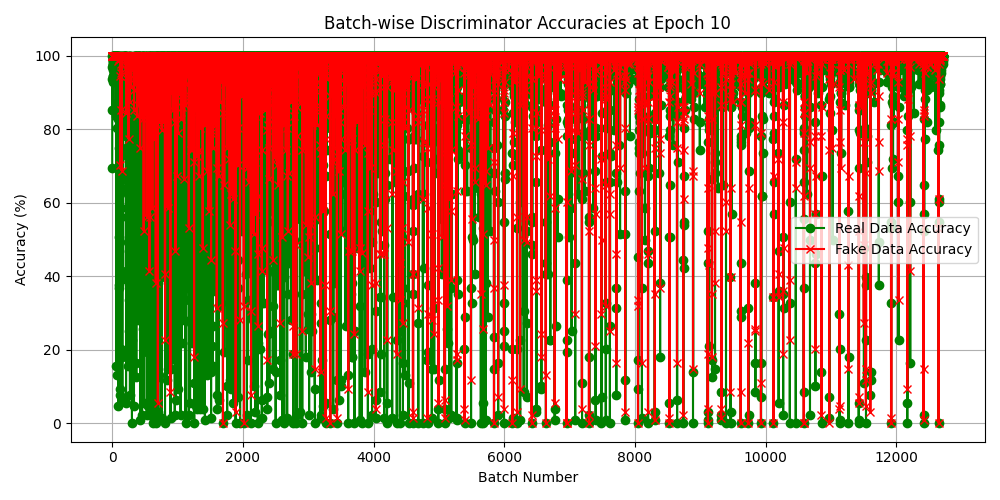 Batch-wise Discriminator Accuracies at Epoch 10
Accuracy (%)
100
80
60
40
20
0
Real Data Accuracy
Fake Data Accuracy
0 2000 4000 6000 8000 10000 12000
Batch Number